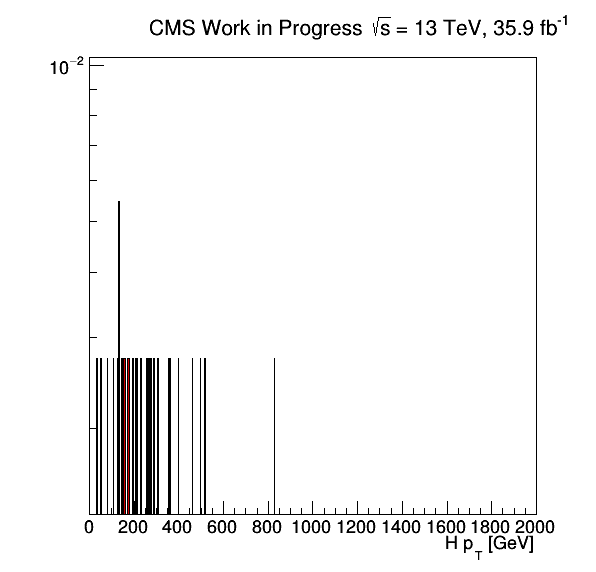 CMS Work in Progress √s = 13 TeV, 35.9 fb⁻¹
10⁻²
0 200 400 600 800 1000 1200 1400 1600 1800 2000
H p_T [GeV]